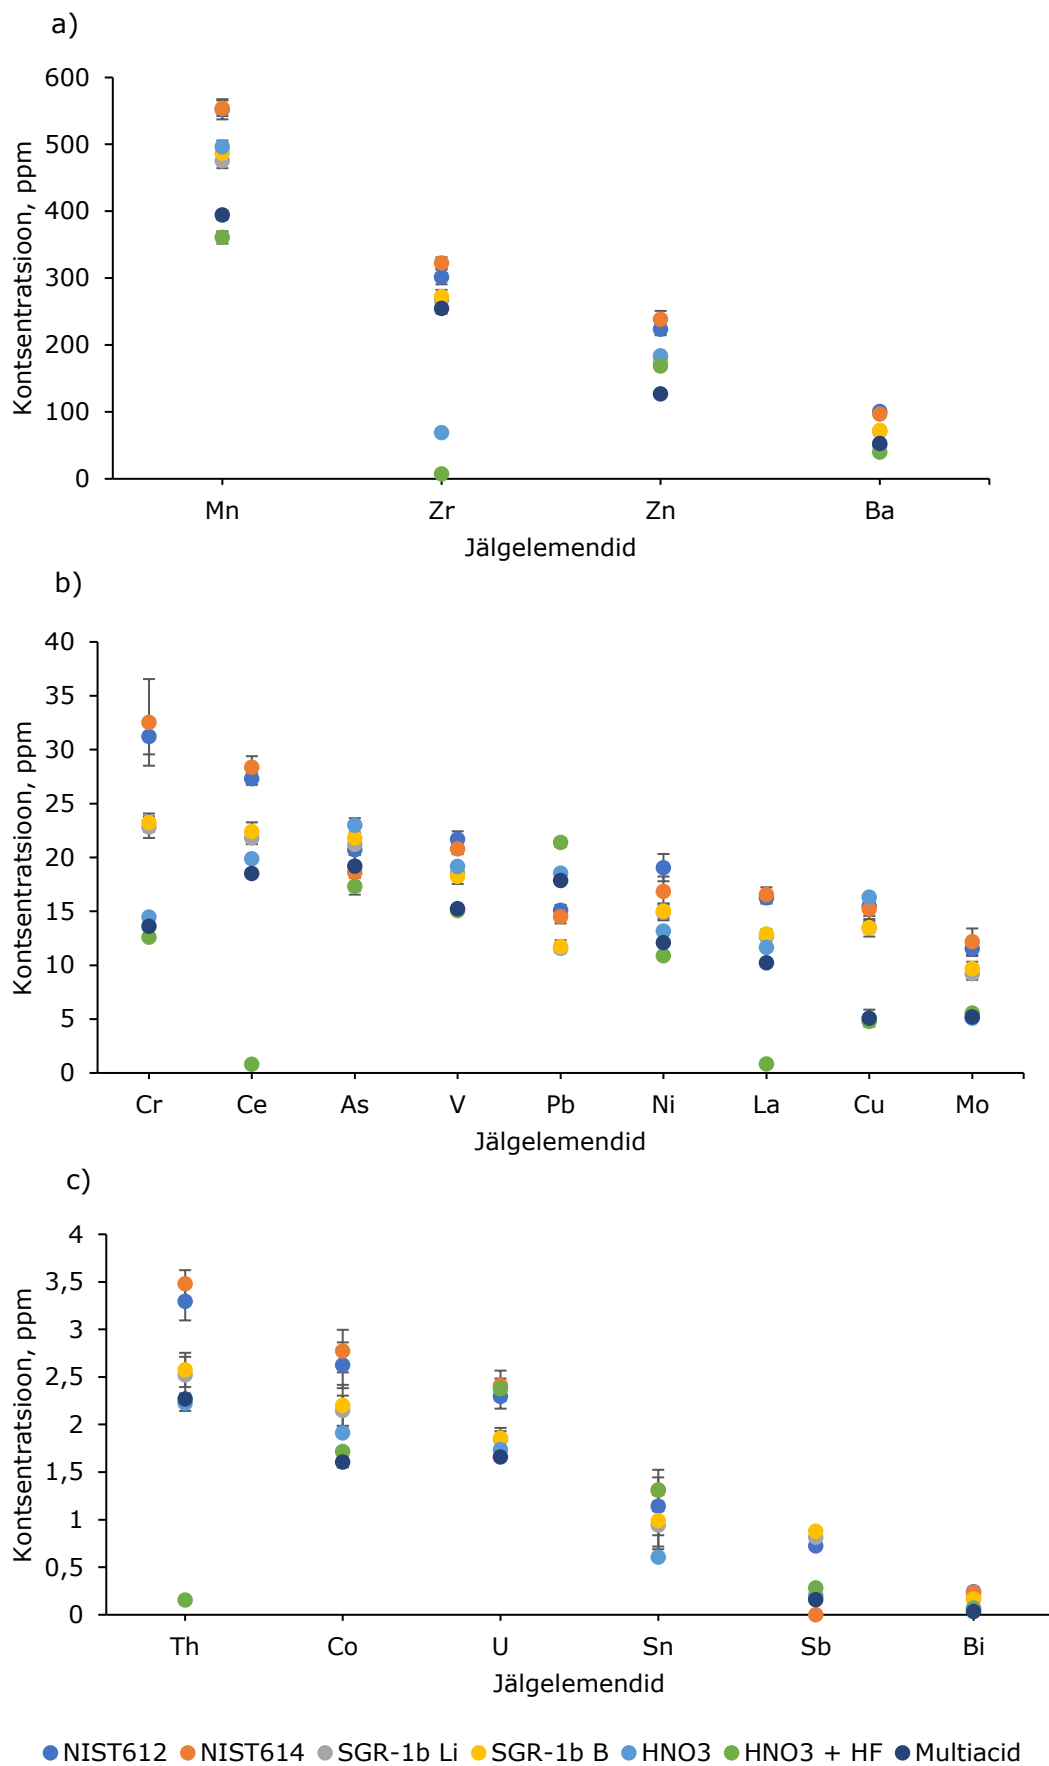 a)
600
500
400
300
200
100
0
Kontsentratsioon, ppm
Mn Zr Zn Ba
Jälgelemendid
b)
40
35
30
25
20
15
10
5
0
Kontsentratsioon, ppm
Cr Ce As V Pb Ni La Cu Mo
Jälgelemendid
c)
4
3,5
3
2,5
2
1,5
1
0,5
0
Kontsentratsioon, ppm
Th Co U Sn Sb Bi
Jälgelemendid
NIST612 NIST614 SGR-1b Li SGR-1b B HNO3 HNO3 + HF Multiacid